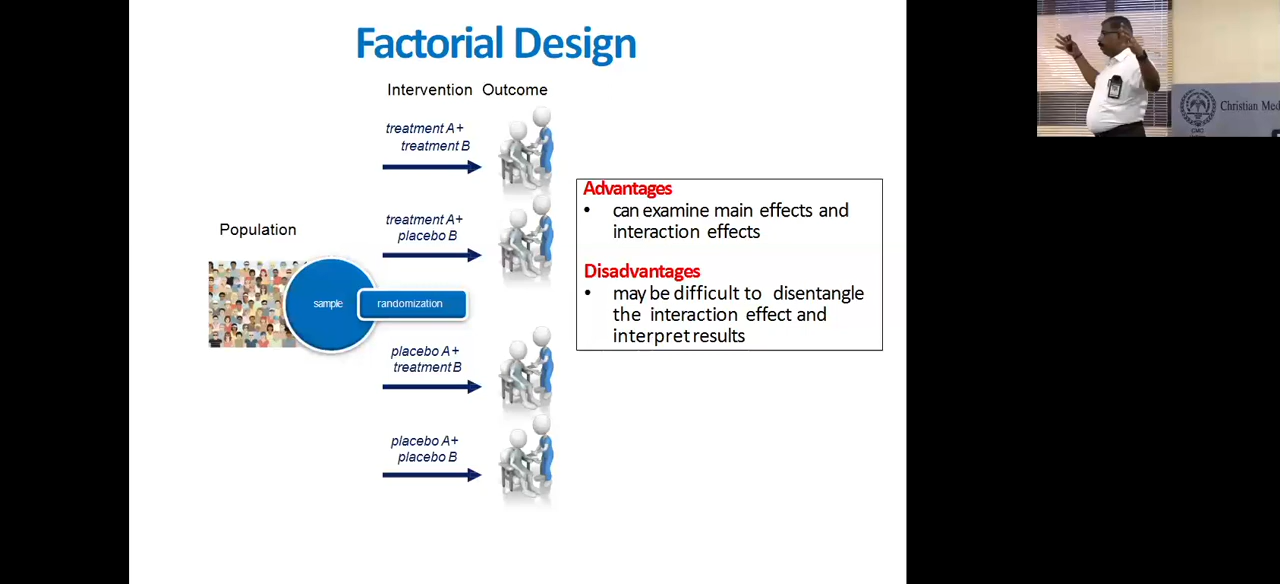 Factorial Design
Intervention Outcome
treatment A+
treatment B
treatment A+
placebo B
Population
sample
randomization
placebo A+
treatment B
placebo A+
placebo B
Advantages
• can examine main effects and
interaction effects
Disadvantages
• may be difficult to disentangle
the interaction effect and
interpret results
Christian Med
CMC